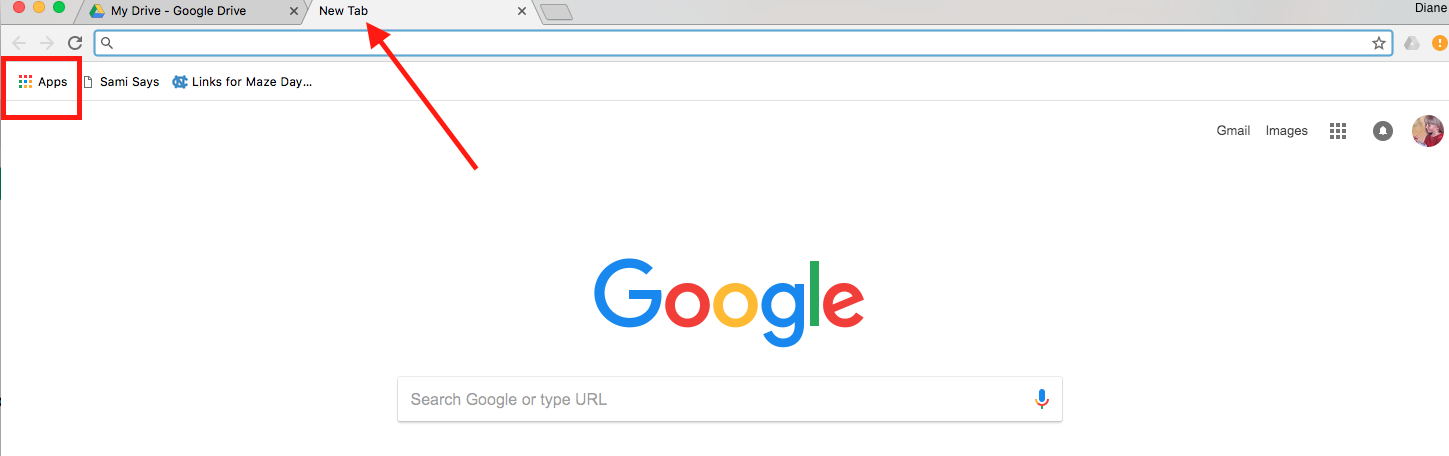 My Drive - Google Drive
New Tab
Diane
Apps
Sami Says
Links for Maze Day...
Gmail
Images
Google
Search Google or type URL